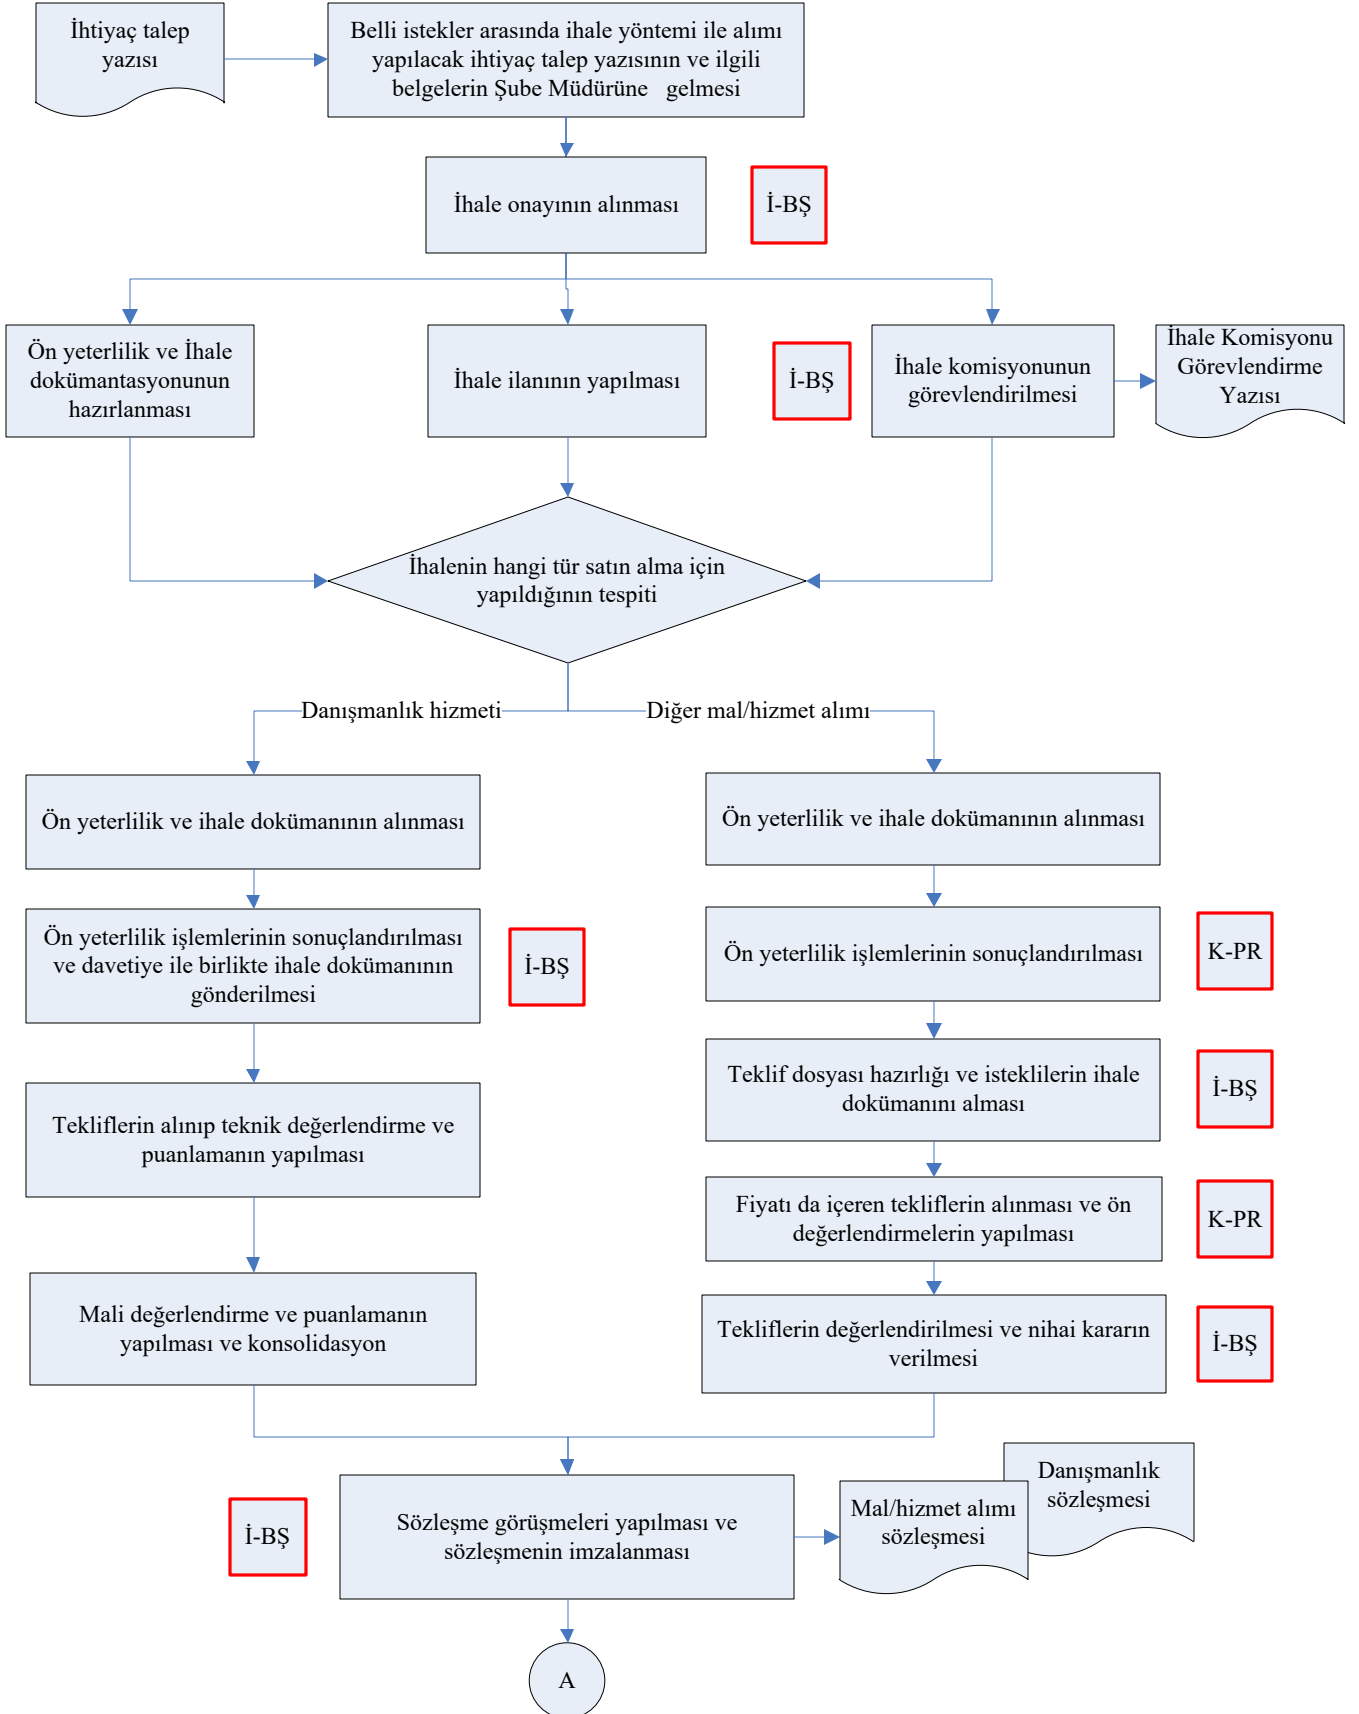 İhtiyaç talep
yazısı
Belli istekler arasında ihale yöntemi ile alımı
yapılacak ihtiyaç talep yazısının ve ilgili
belgelerin Şube Müdürüne   gelmesi
İhale onayının alınması
İ-BŞ
Ön yeterlilik ve İhale
dokümantasyonunun
hazırlanması
İhale ilanının yapılması
İ-BŞ
İhale komisyonunun
görevlendirilmesi
İhale Komisyonu
Görevlendirme
Yazısı
İhalenin hangi tür satın alma için
yapıldığının tespiti
Danışmanlık hizmeti
Diğer mal/hizmet alımı
Ön yeterlilik ve ihale dokümanının alınması
Ön yeterlilik işlemlerinin sonuçlandırılması
ve davetiye ile birlikte ihale dokümanının
gönderilmesi
İ-BŞ
Tekliflerin alınıp teknik değerlendirme ve
puanlamanın yapılması
Mali değerlendirme ve puanlamanın
yapılması ve konsolidasyon
Ön yeterlilik ve ihale dokümanının alınması
Ön yeterlilik işlemlerinin sonuçlandırılması
K-PR
Teklif dosyası hazırlığı ve isteklilerin ihale
dokümanını alması
İ-BŞ
Fiyatı da içeren tekliflerin alınması ve ön
değerlendirmelerin yapılması
K-PR
Tekliflerin değerlendirilmesi ve nihai kararın
verilmesi
İ-BŞ
İ-BŞ
Sözleşme görüşmeleri yapılması ve
sözleşmenin imzalanması
Mal/hizmet alımı
sözleşmesi
Danışmanlık
sözleşmesi
A